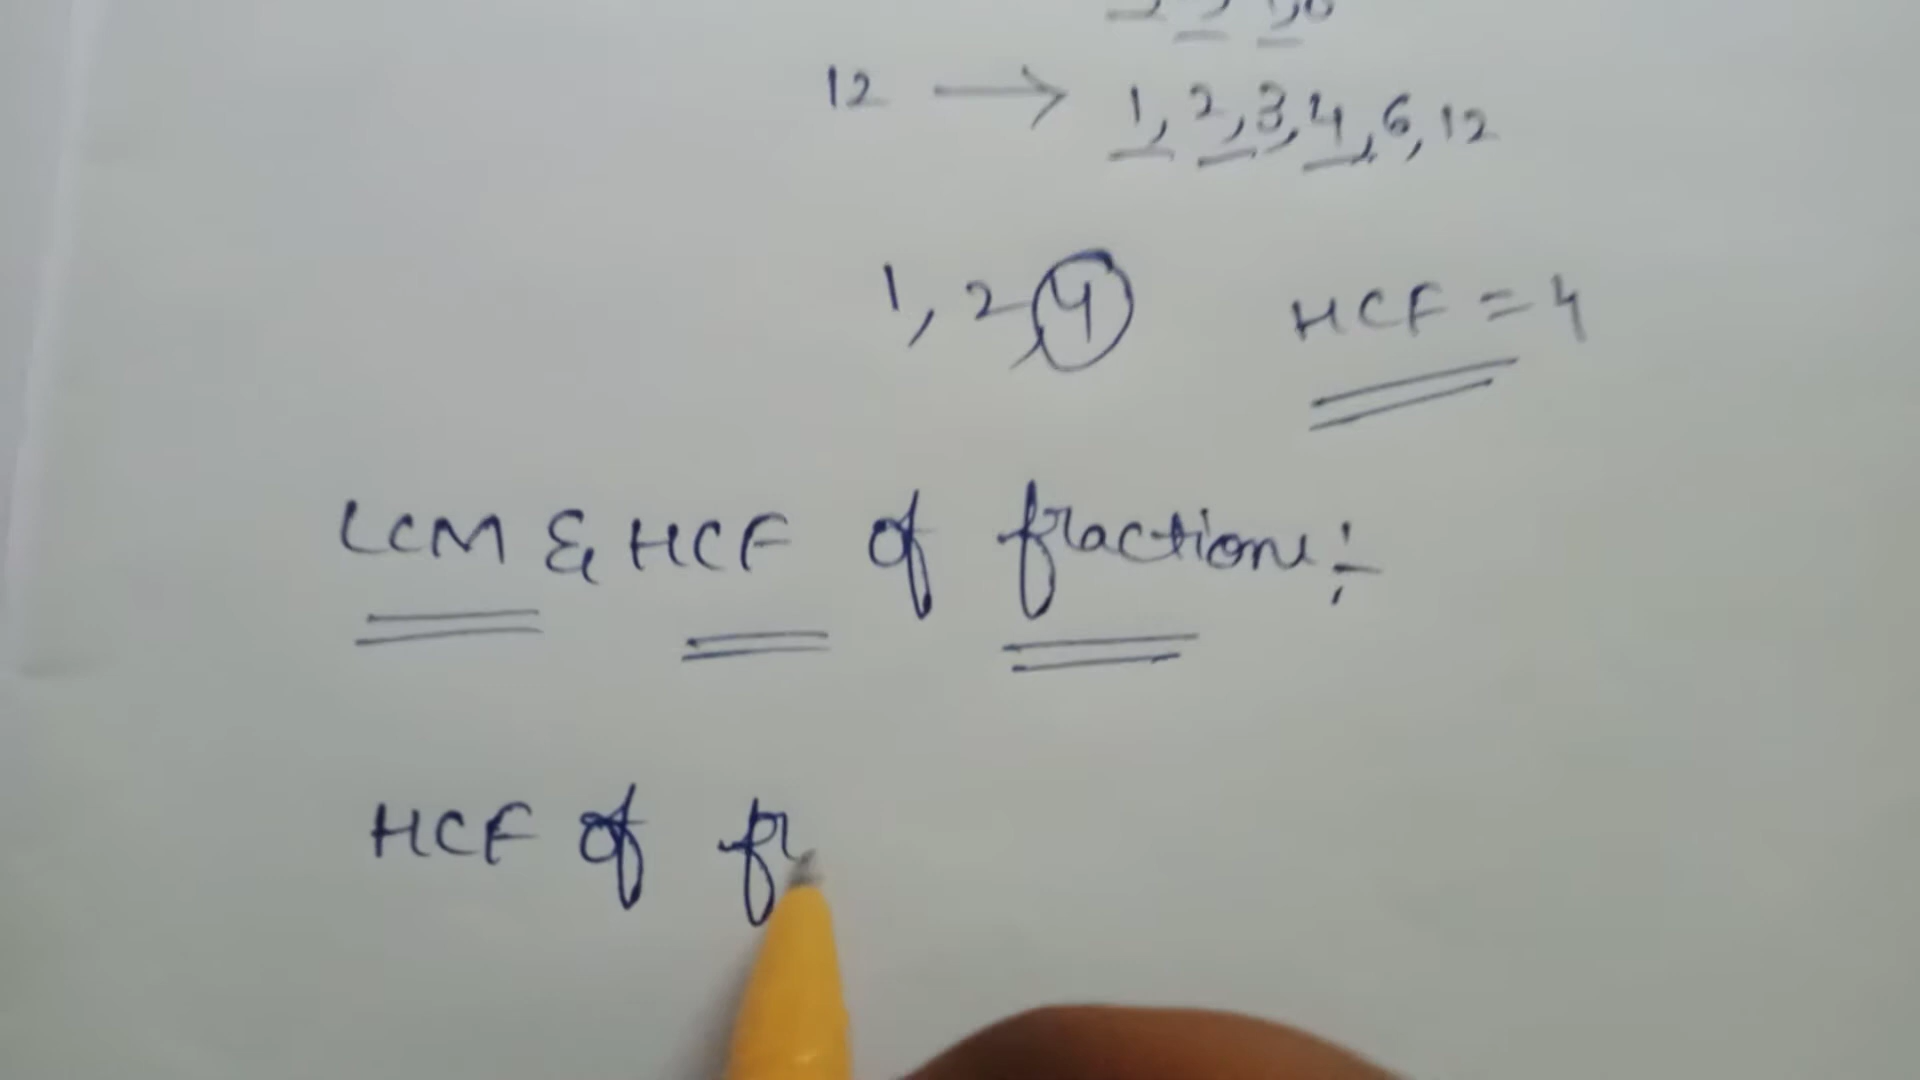 12 → 1, 2, 3, 4, 6, 12
1, 2, 4 HCF = 4
LCM & HCF of fractions :-
HCF of fr